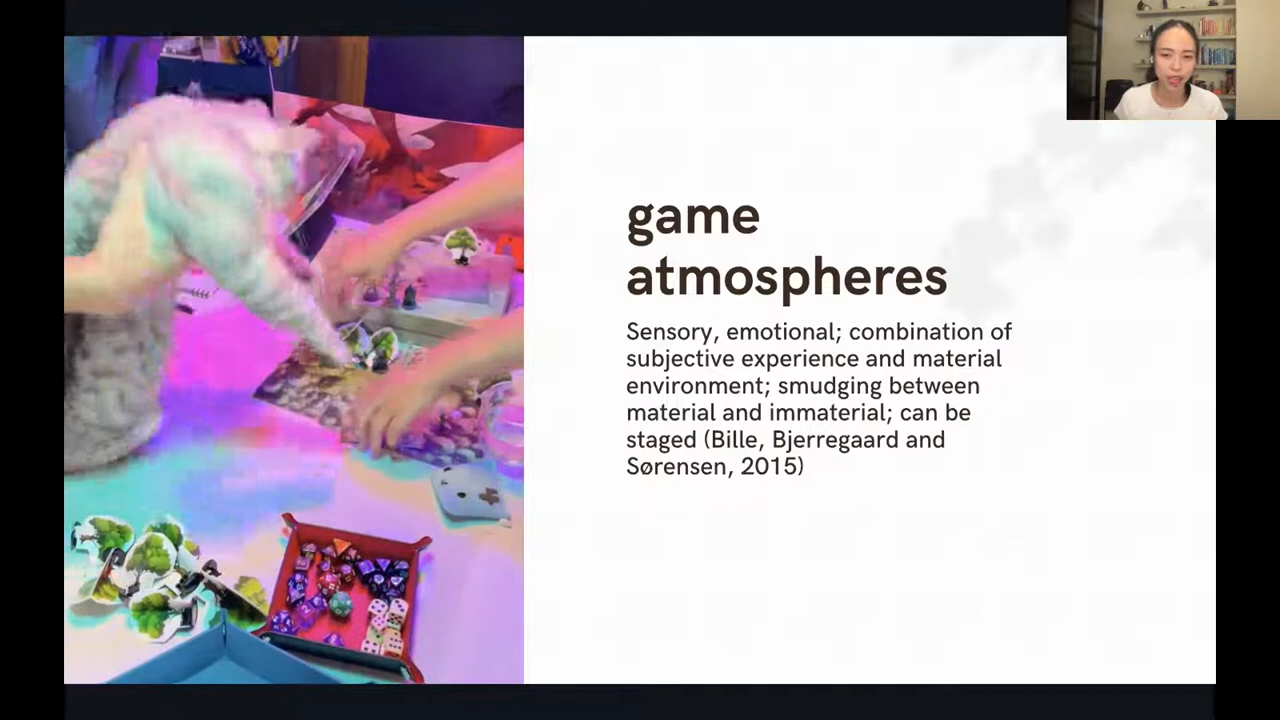 game
atmospheres
Sensory, emotional; combination of
subjective experience and material
environment; smudging between
material and immaterial; can be
staged (Bille, Bjerregaard and
Sørensen, 2015)